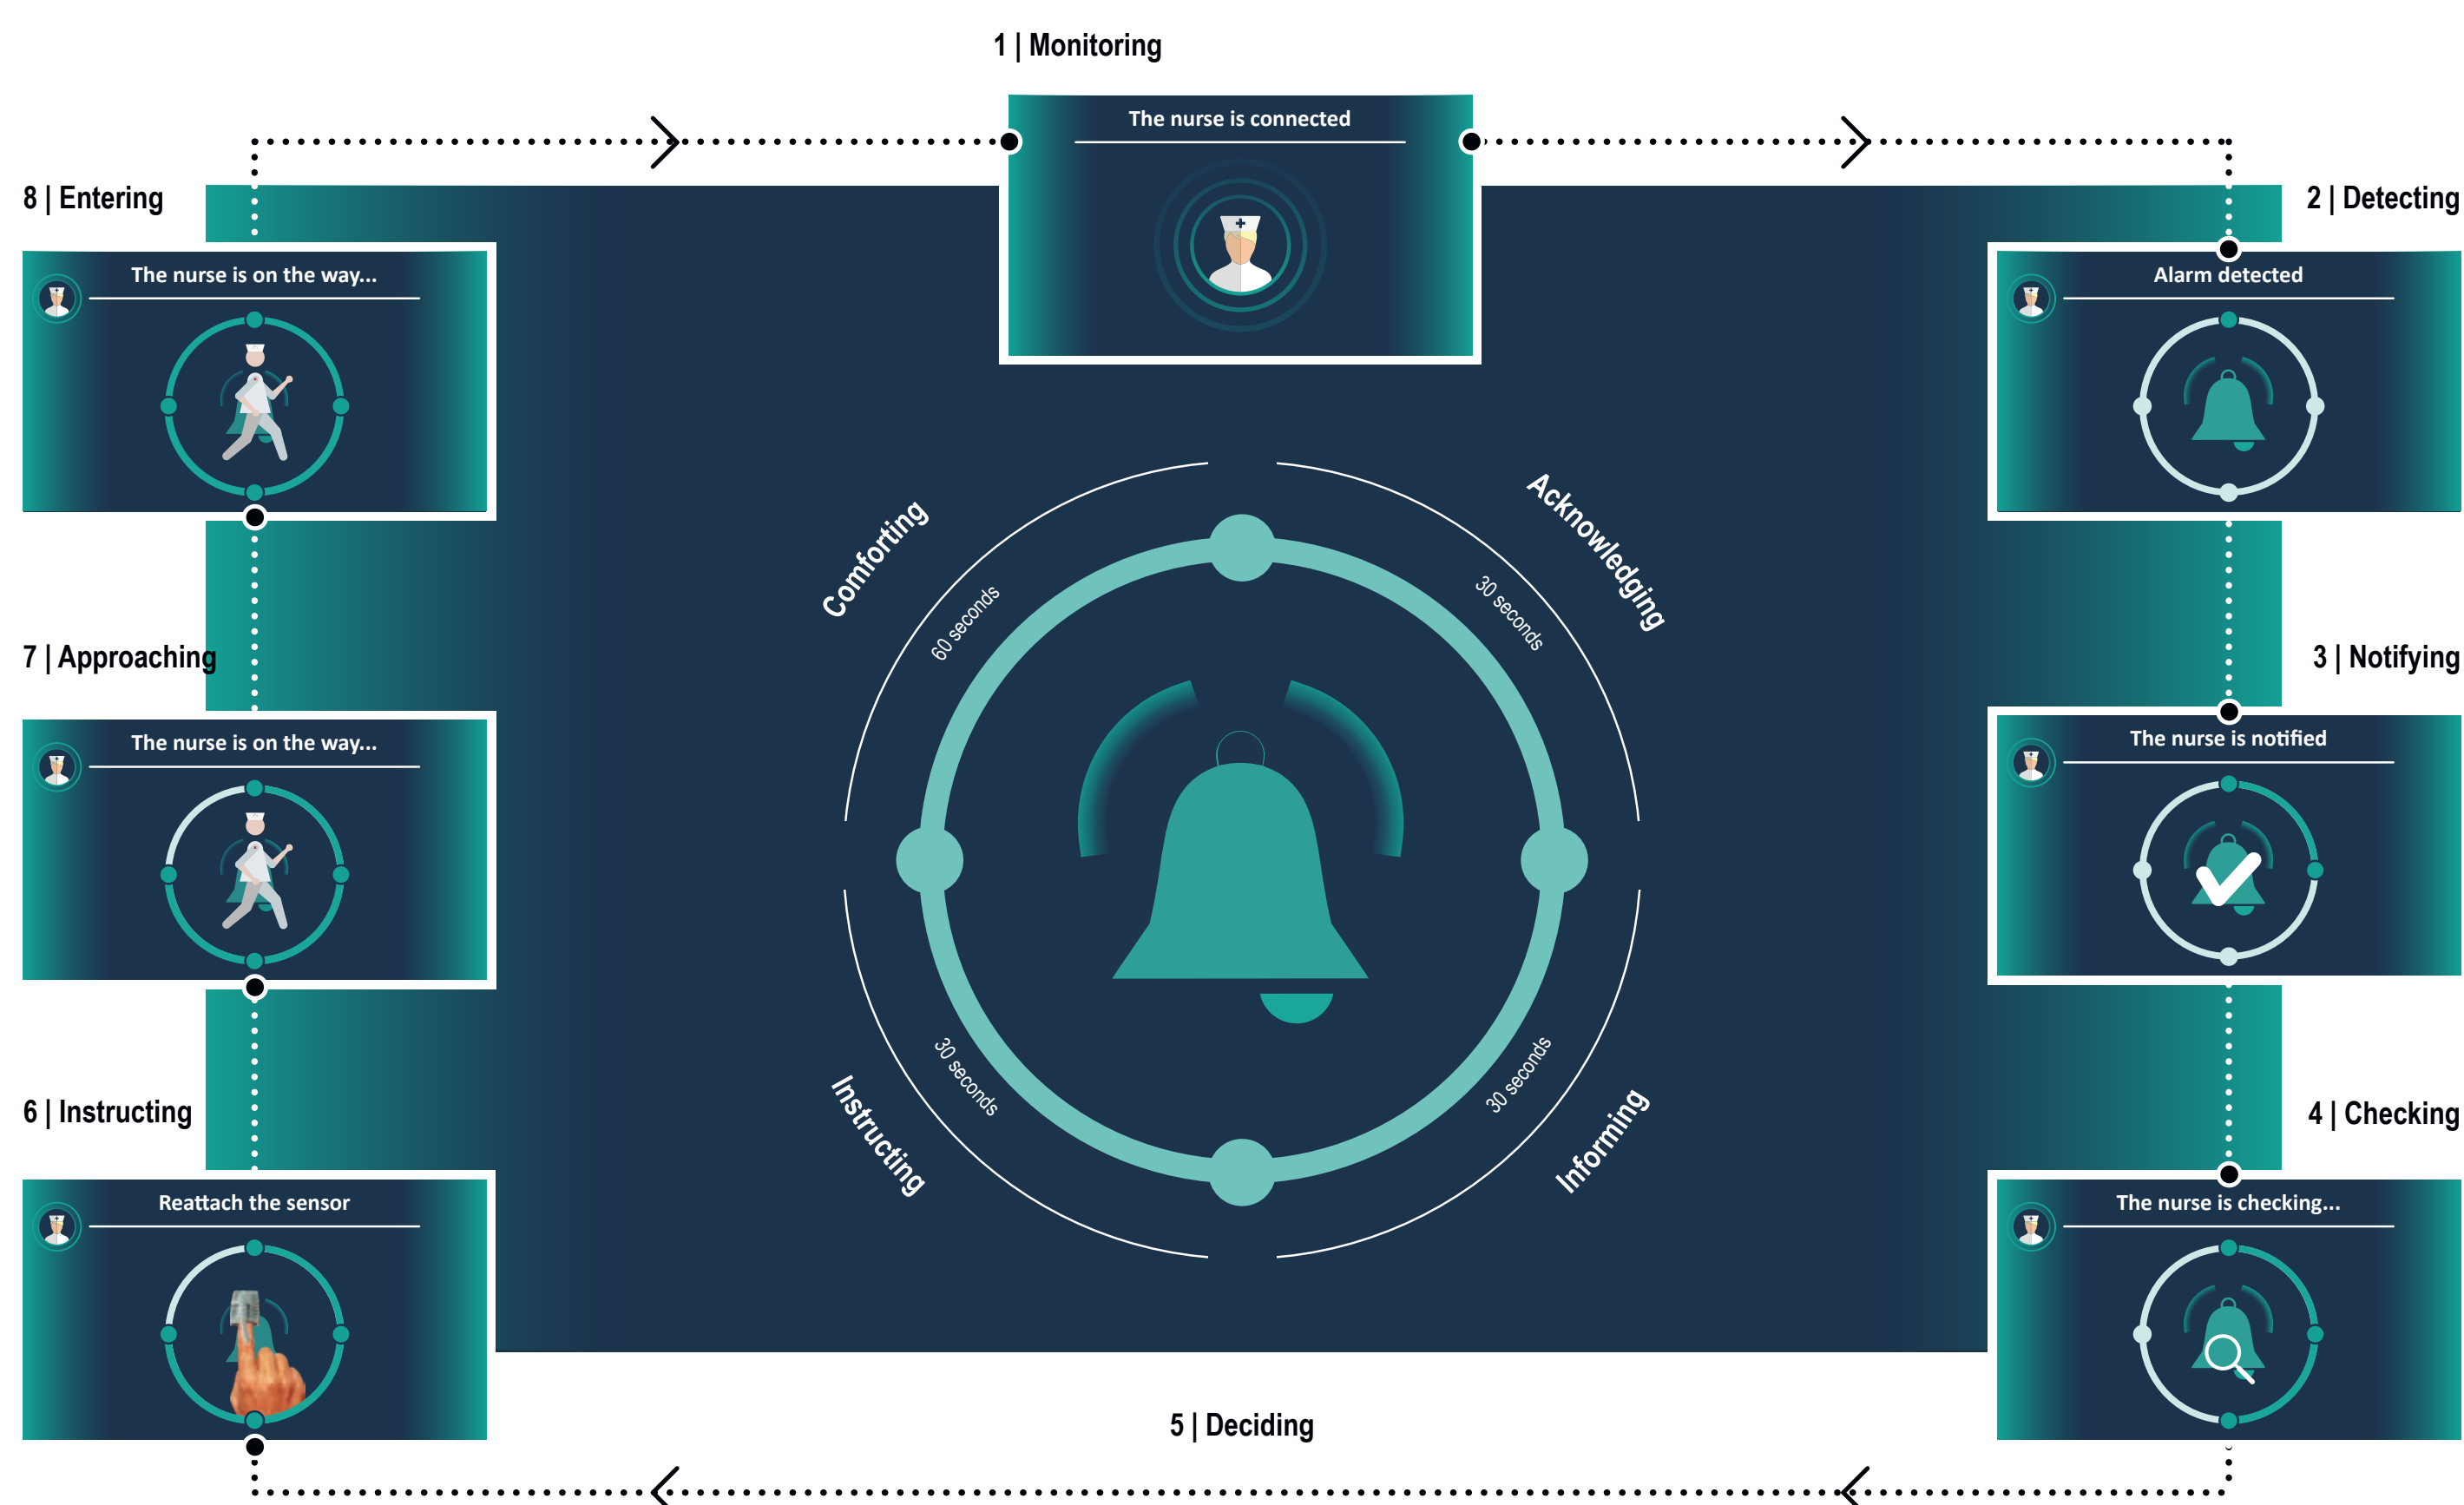 1 | Monitoring
The nurse is connected
8 | Entering
The nurse is on the way...
2 | Detecting
Alarm detected
Comforting
60 seconds
Acknowledging
30 seconds
7 | Approaching
The nurse is on the way...
3 | Notifying
The nurse is notified
Instructing
30 seconds
Informing
30 seconds
6 | Instructing
Reattach the sensor
4 | Checking
The nurse is checking...
5 | Deciding